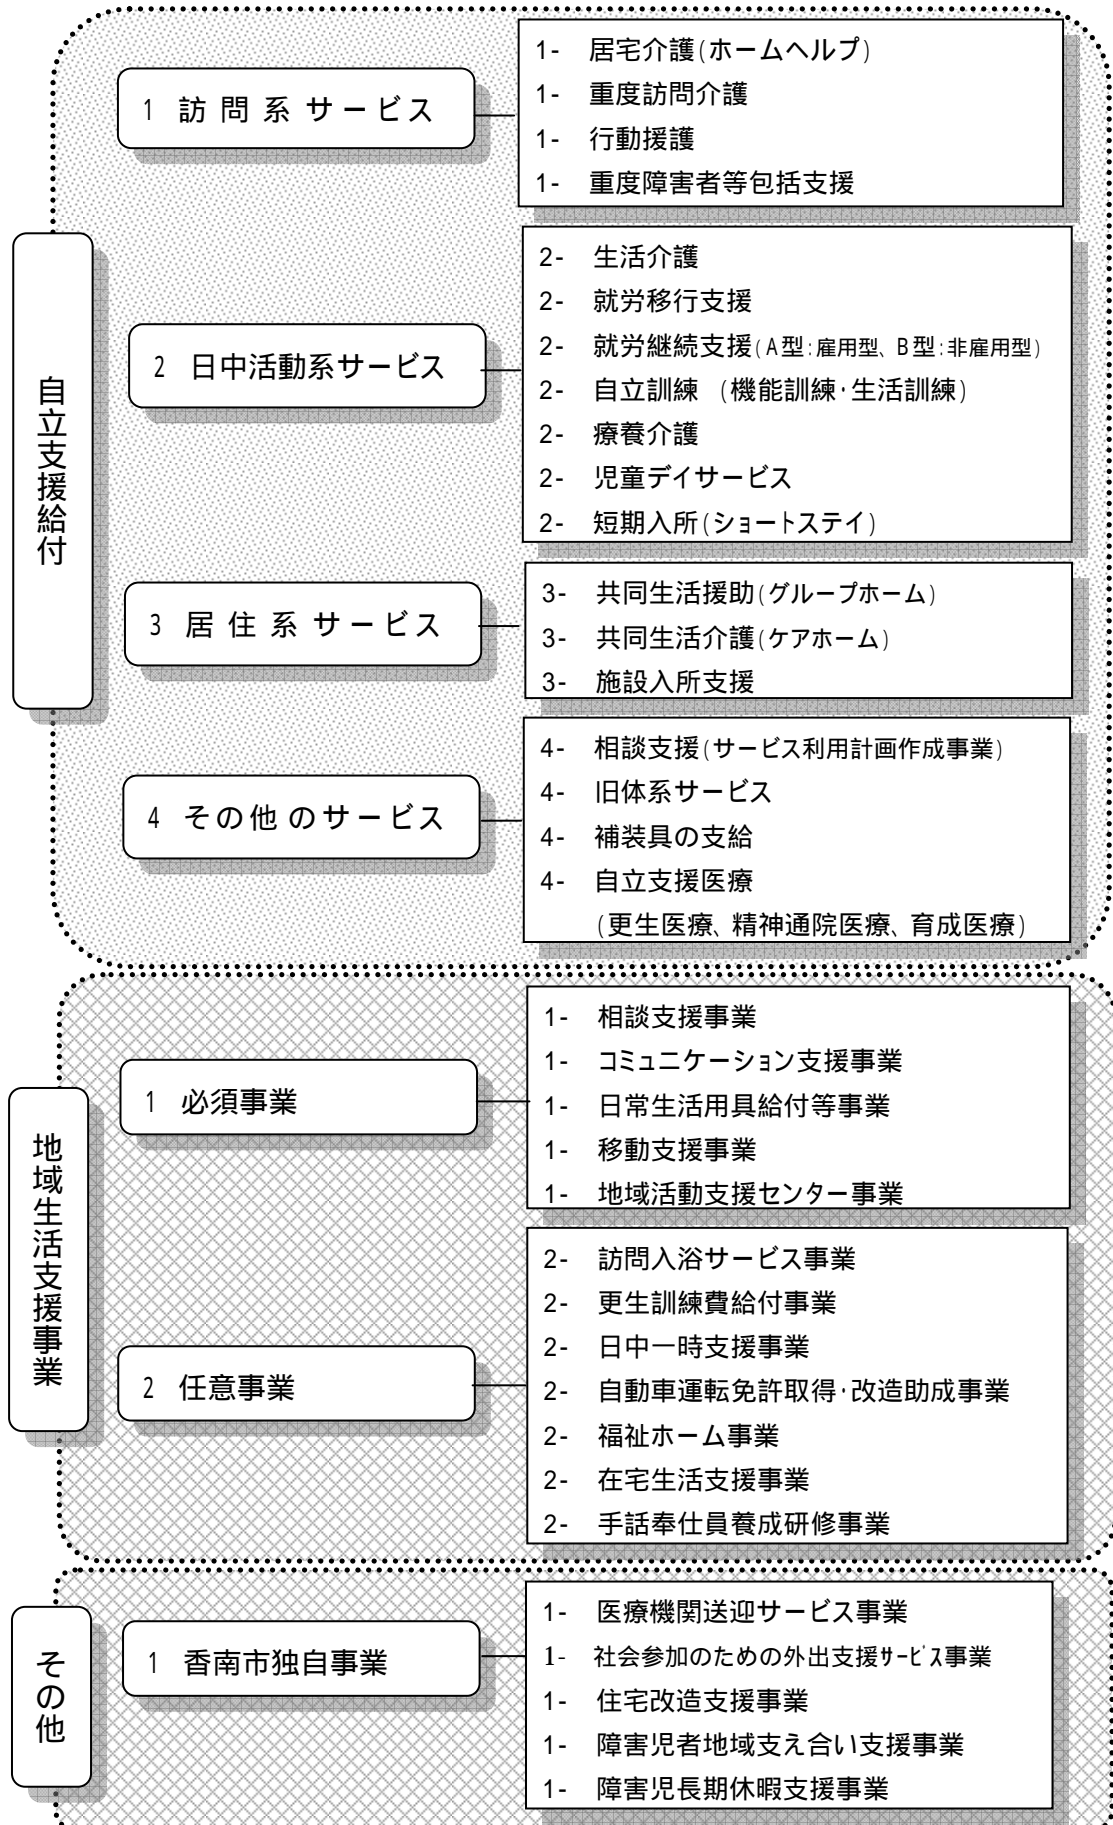 自立支援給付
1 訪問系サービス
1- 居宅介護(ホームヘルプ)
1- 重度訪問介護
1- 行動援護
1- 重度障害者等包括支援
2 日中活動系サービス
2- 生活介護
2- 就労移行支援
2- 就労継続支援(A型:雇用型、B型:非雇用型)
2- 自立訓練 (機能訓練・生活訓練)
2- 療養介護
2- 児童デイサービス
2- 短期入所(ショートステイ)
3 居住系サービス
3- 共同生活援助(グループホーム)
3- 共同生活介護(ケアホーム)
3- 施設入所支援
4 その他のサービス
4- 相談支援(サービス利用計画作成事業)
4- 旧体系サービス
4- 補装具の支給
4- 自立支援医療
(更生医療、精神通院医療、育成医療)
地域生活支援事業
1 必須事業
1- 相談支援事業
1- コミュニケーション支援事業
1- 日常生活用具給付等事業
1- 移動支援事業
1- 地域活動支援センター事業
2 任意事業
2- 訪問入浴サービス事業
2- 更生訓練費給付事業
2- 日中一時支援事業
2- 自動車運転免許取得・改造助成事業
2- 福祉ホーム事業
2- 在宅生活支援事業
2- 手話奉仕員養成研修事業
その他
1 香南市独自事業
1- 医療機関送迎サービス事業
1- 社会参加のための外出支援ｻｰﾋﾞｽ事業
1- 住宅改造支援事業
1- 障害児者地域支え合い支援事業
1- 障害児長期休暇支援事業